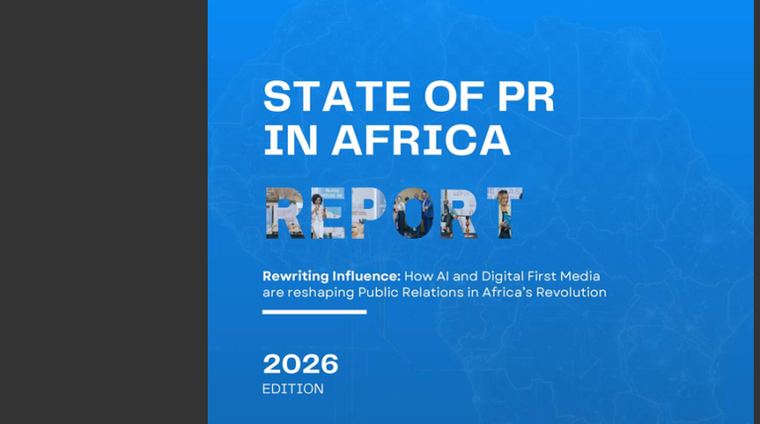 STATE OF PR
IN AFRICA
REPORT
Rewriting Influence: How AI and Digital First Media
are reshaping Public Relations in Africa's Revolution
2026
EDITION